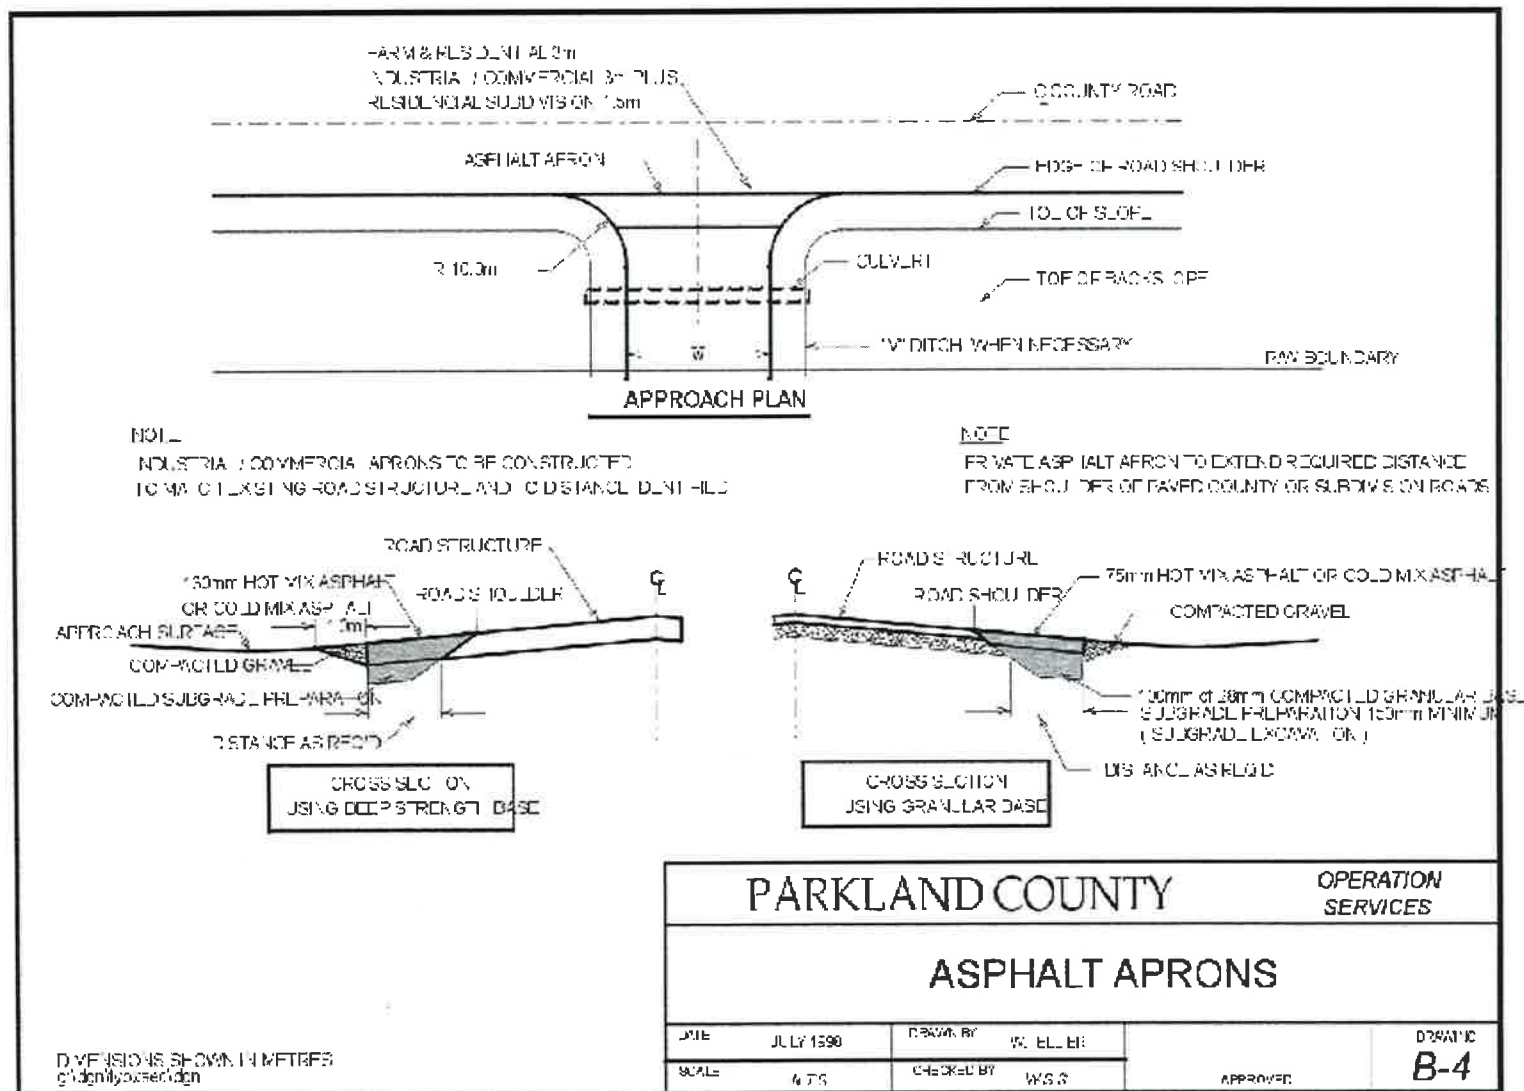 FARM & RESIDENTIAL
INDUSTRIAL / COMMERCIAL PLUS
RESIDENCIAL SUBDIVISION 1.5m
COUNTY ROAD
ASPHALT APRON
EDGE OF ROAD SHOULDER
TOE OF SLOPE
R 10.0m
CULVERT
TOE OF BACKSLOPE
W
"V" DITCH WHEN NECESSARY
BOUNDARY
APPROACH PLAN
NOTE
INDUSTRIAL / COMMERCIAL APRONS TO BE CONSTRUCTED
TO MATCH EXISTING ROAD STRUCTURE AND TO DISTANCE IDENTIFIED
NOTE
PRIVATE ASPHALT APRON TO EXTEND REQUIRED DISTANCE
FROM SHOULDER OF PAVED COUNTY OR SUBDIVISION ROADS
ROAD STRUCTURE
HOT MIX ASPHALT
OR COLD MIX ASPHALT
ROAD SHOULDER
APPROACH SURFACE
COMPACTED GRAVEL
COMPACTED SUBGRADE PREPARATION
DISTANCE AS REQ'D
CROSS SECTION
USING DEEP STRENGTH BASE
ROAD STRUCTURE
75mm HOT MIX ASPHALT OR COLD MIX ASPHALT
ROAD SHOULDER
COMPACTED GRAVEL
COMPACTED GRANULAR BASE
SUBGRADE PREPARATION 150mm MINIMUM
( SUBGRADE EXCAVATION )
DISTANCE AS REQ'D
CROSS SECTION
USING GRANULAR BASE
PARKLAND COUNTY
OPERATION
SERVICES
ASPHALT APRONS
DATE JULY 1998
DRAWN BY
SCALE N.T.S.
CHECKED BY
APPROVED
DRAWING
B-4
DIMENSIONS SHOWN IN METRES